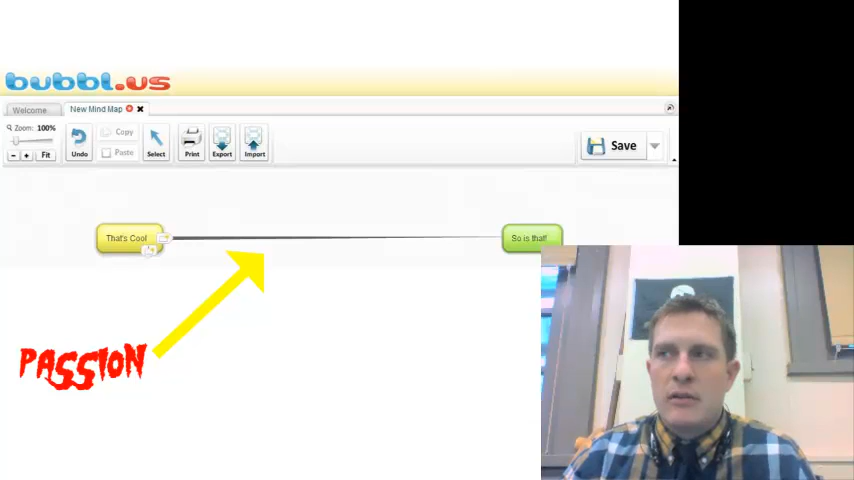 bubbl.us
Welcome
New Mind Map
Zoom: 100%
Fit
Undo
Copy
Paste
Select
Print
Export
Import
Save
That's Cool
So is that!
PASSION